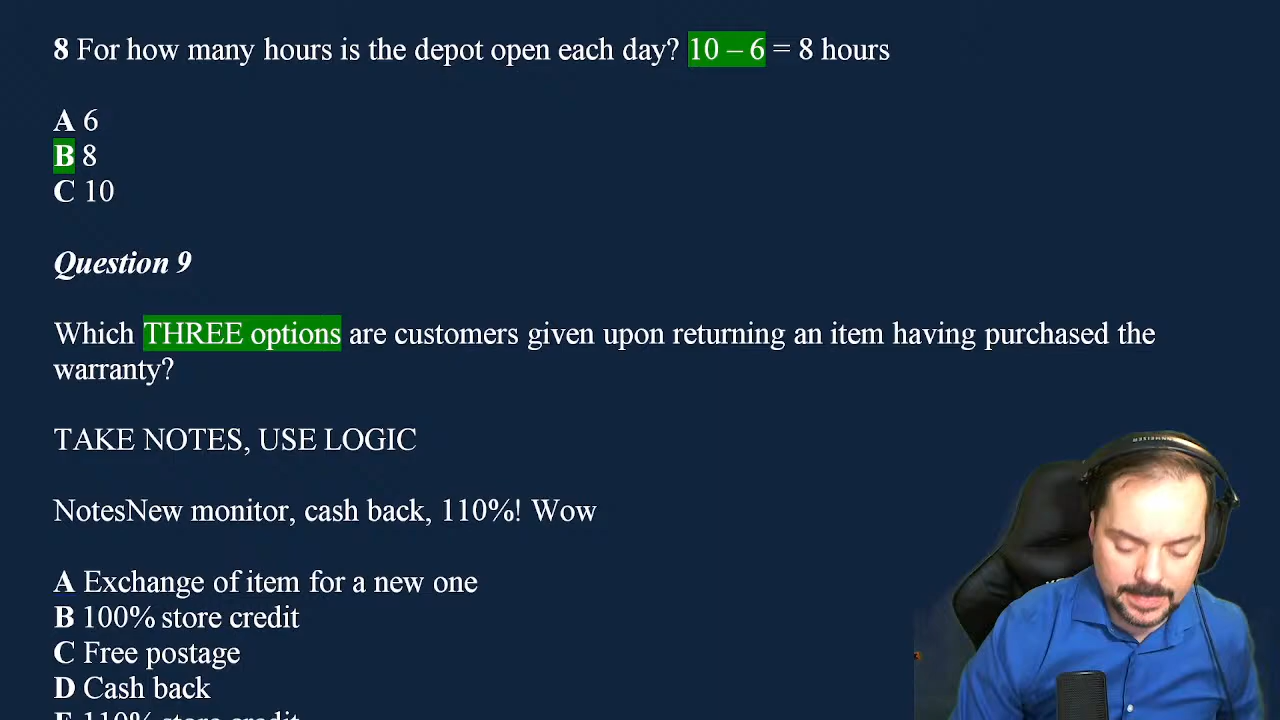 8 For how many hours is the depot open each day? 10 – 6 = 8 hours
A 6
B 8
C 10
Question 9
Which THREE options are customers given upon returning an item having purchased the
warranty?
TAKE NOTES, USE LOGIC
NotesNew monitor, cash back, 110%! Wow
A Exchange of item for a new one
B 100% store credit
C Free postage
D Cash back
E 110% store credit